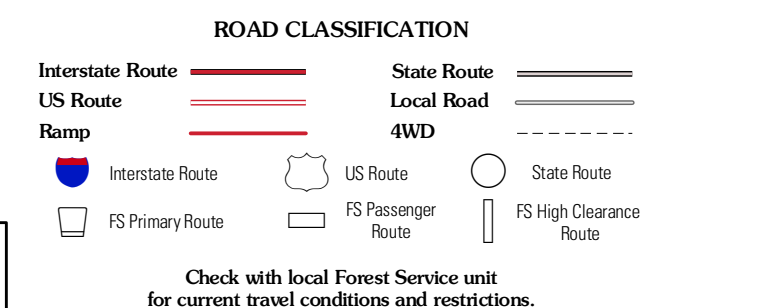 ROAD CLASSIFICATION
Interstate Route
State Route
US Route
Local Road
Ramp
4WD
Interstate Route
US Route
State Route
FS Primary Route
FS Passenger
Route
FS High Clearance
Route
Check with local Forest Service unit
for current travel conditions and restrictions.